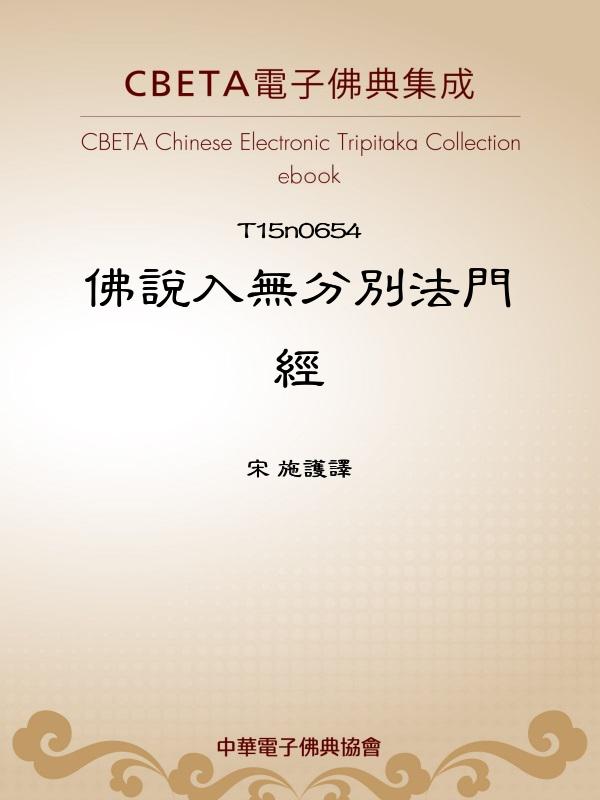 CBETA電子佛典集成
CBETA Chinese Electronic Tripitaka Collection
ebook
T15n0654
佛說入無分別法門
經
宋 施護譯
中華電子佛典協會